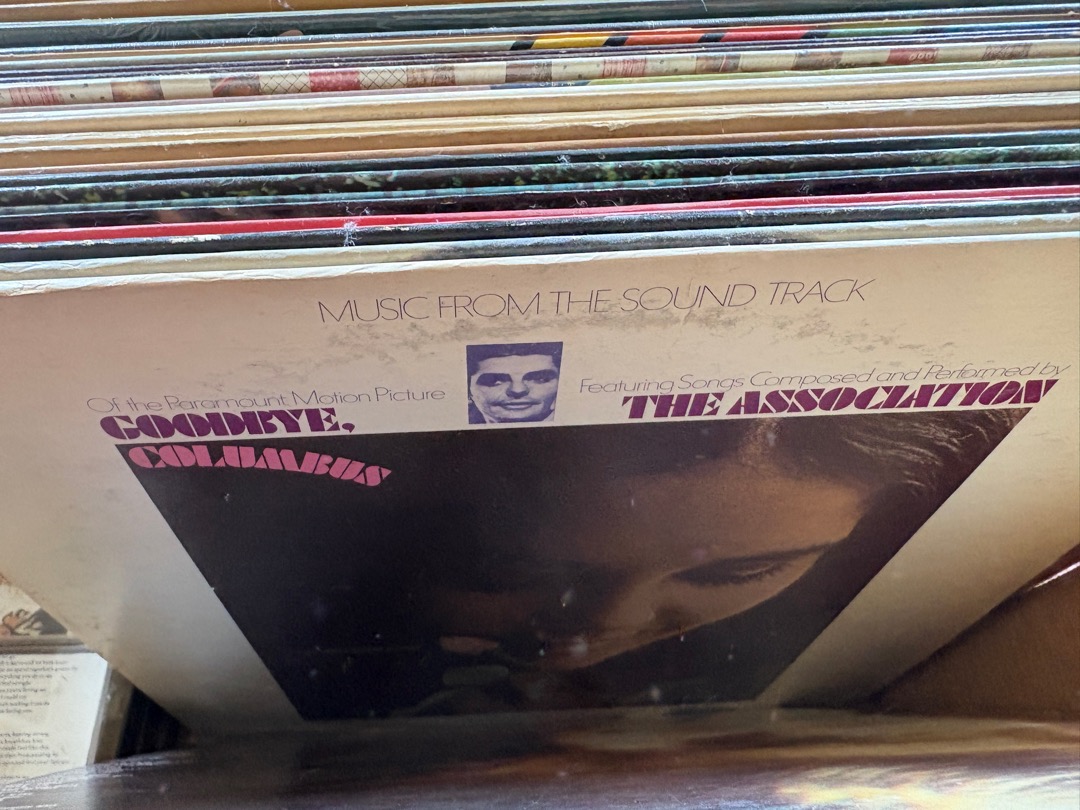 MUSIC FROM THE SOUND TRACK
Of the Paramount Motion Picture
GOODBYE,
COLUMBUS
Featuring Songs Composed and Performed by
THE ASSOCIATION